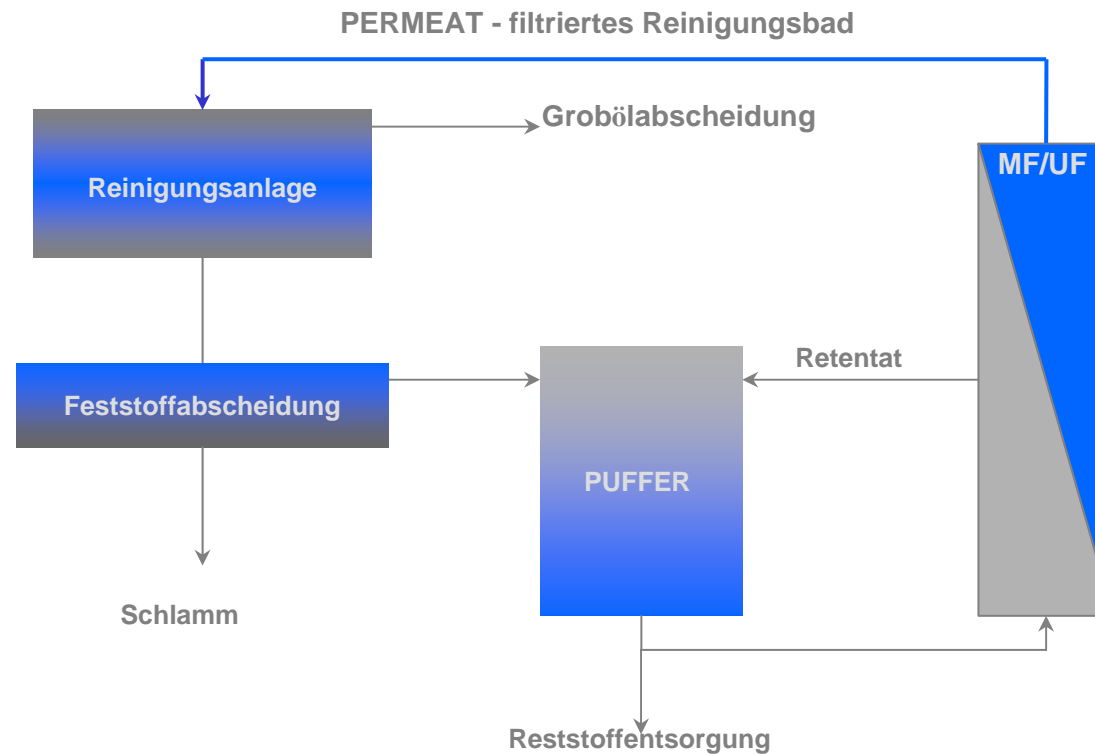 PERMEAT - filtriertes Reinigungsbad
Grobölabscheidung
MF/UF
Reinigungsanlage
Retentat
Feststoffabscheidung
PUFFER
Schlamm
Reststoffentsorgung